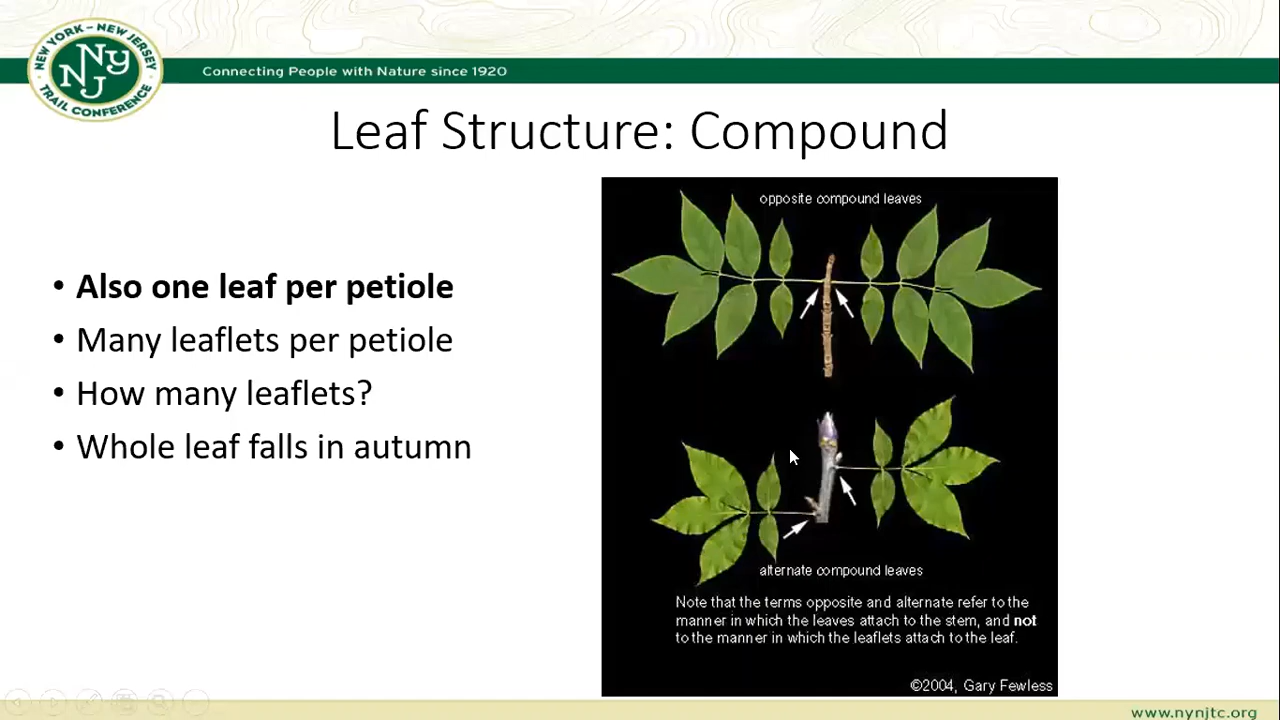 NEW YORK – NEW JERSEY
NY
NJ
TRAIL CONFERENCE
Connecting People with Nature since 1920
Leaf Structure: Compound
• Also one leaf per petiole
• Many leaflets per petiole
• How many leaflets?
• Whole leaf falls in autumn
opposite compound leaves
alternate compound leaves
Note that the terms opposite and alternate refer to the
manner in which the leaves attach to the stem, and not
to the manner in which the leaflets attach to the leaf.
©2004, Gary Fewless
www.nynjtc.org